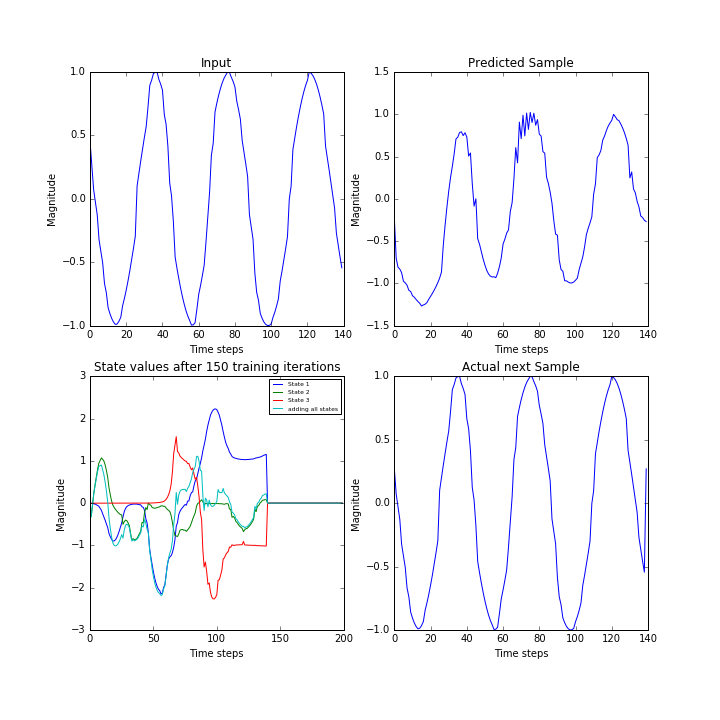 Input
1.0
0.5
0.0
−0.5
−1.0
Magnitude
0 20 40 60 80 100 120 140
Time steps
Predicted Sample
1.5
1.0
0.5
0.0
−0.5
−1.0
−1.5
Magnitude
0 20 40 60 80 100 120 140
Time steps
State values after 150 training iterations
3
2
1
0
−1
−2
−3
Magnitude
State 1
State 2
State 3
adding all states
0 50 100 150 200
Time steps
Actual next Sample
1.0
0.5
0.0
−0.5
−1.0
Magnitude
0 20 40 60 80 100 120 140
Time steps